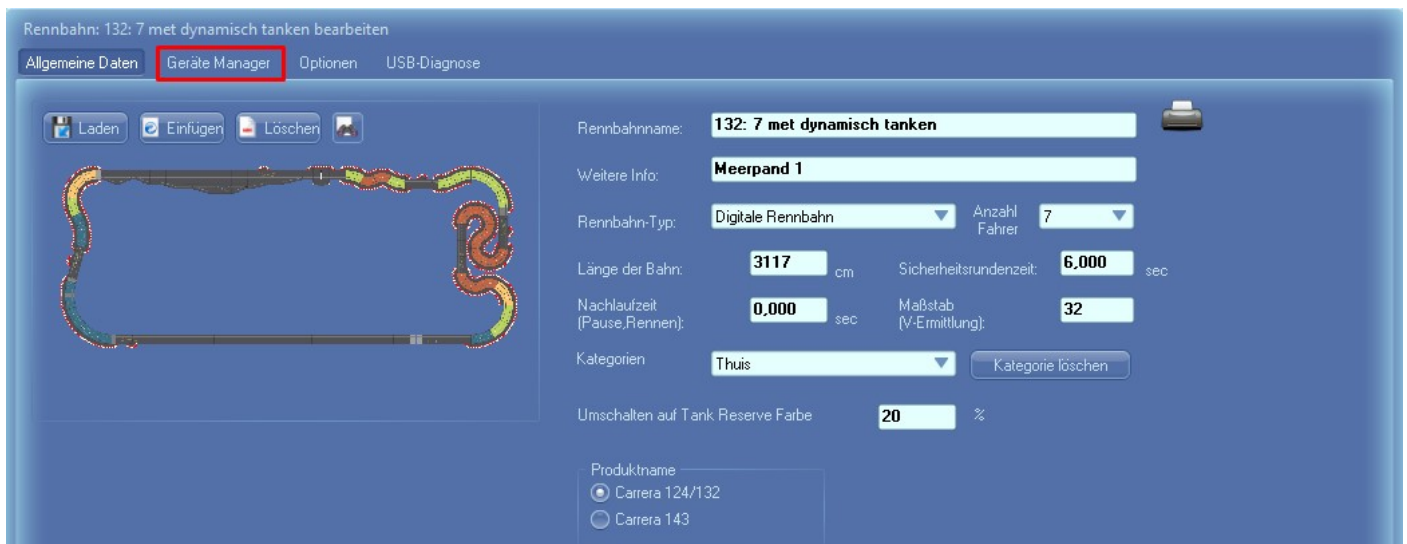 Rennbahn: 132: 7 met dynamisch tanken bearbeiten
Allgemeine Daten Geräte Manager Optionen USB-Diagnose
Laden Einfügen Löschen
Rennbahnname: 132: 7 met dynamisch tanken
Weitere Info: Meerpand 1
Rennbahn-Typ: Digitale Rennbahn Anzahl Fahrer 7
Länge der Bahn: 3117 cm Sicherheitsrundenzeit: 6,000 sec
Nachlaufzeit (Pause,Rennen): 0,000 sec Maßstab (V-Ermittlung): 32
Kategorien Thuis Kategorie löschen
Umschalten auf Tank Reserve Farbe 20 %
Produktname
Carrera 124/132
Carrera 143